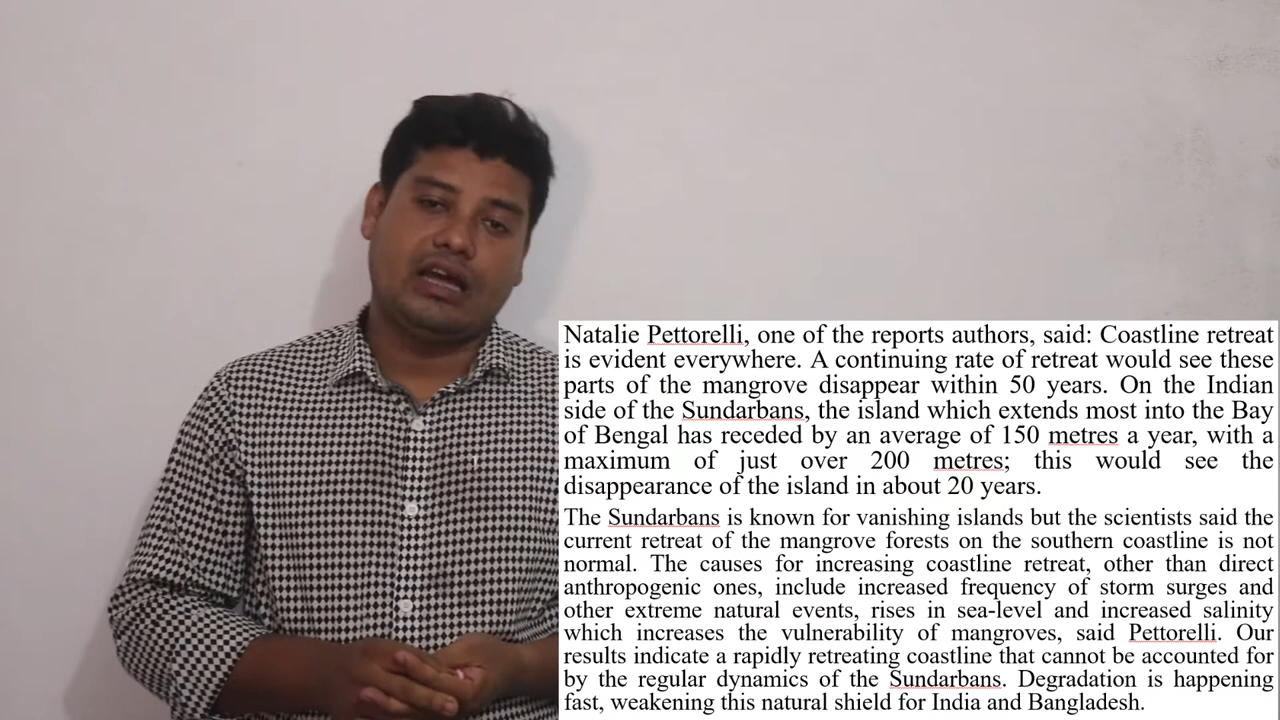 Natalie Pettorelli, one of the reports authors, said: Coastline retreat
is evident everywhere. A continuing rate of retreat would see these
parts of the mangrove disappear within 50 years. On the Indian
side of the Sundarbans, the island which extends most into the Bay
of Bengal has receded by an average of 150 metres a year, with a
maximum of just over 200 metres; this would see the
disappearance of the island in about 20 years.
The Sundarbans is known for vanishing islands but the scientists said the
current retreat of the mangrove forests on the southern coastline is not
normal. The causes for increasing coastline retreat, other than direct
anthropogenic ones, include increased frequency of storm surges and
other extreme natural events, rises in sea-level and increased salinity
which increases the vulnerability of mangroves, said Pettorelli. Our
results indicate a rapidly retreating coastline that cannot be accounted for
by the regular dynamics of the Sundarbans. Degradation is happening
fast, weakening this natural shield for India and Bangladesh.